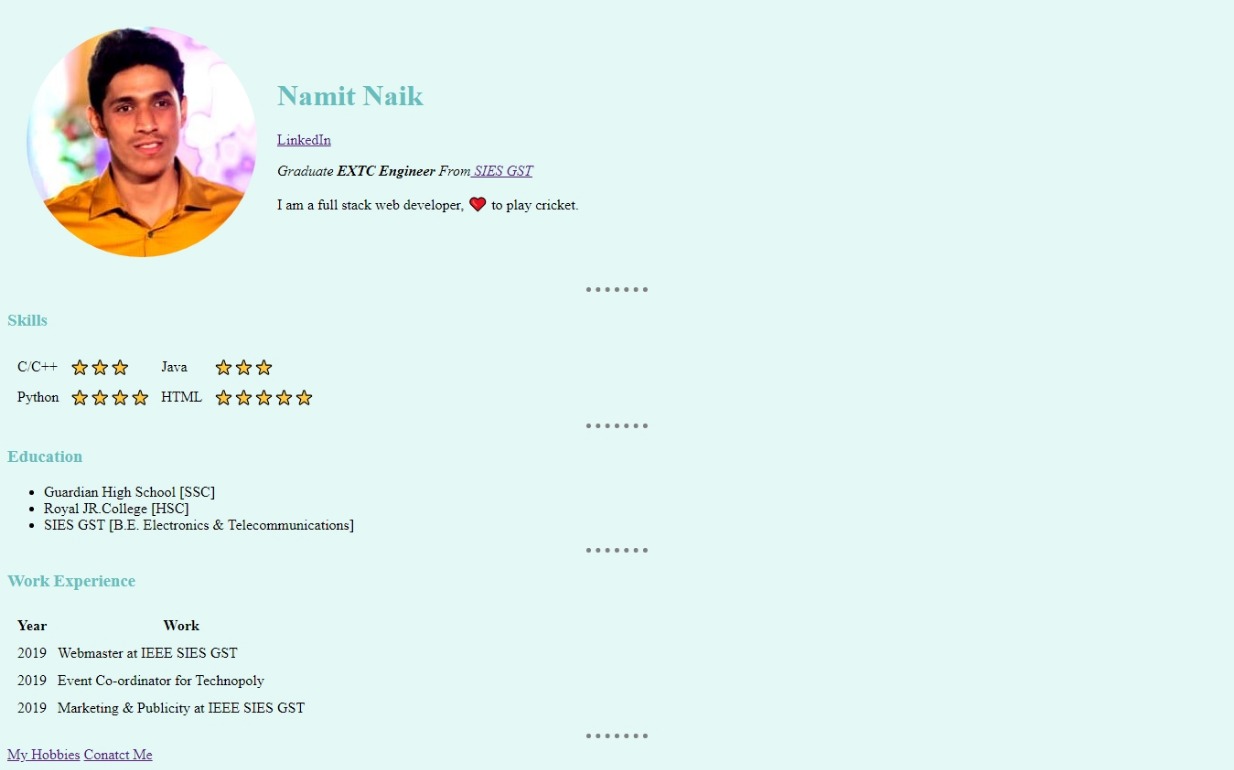 Namit Naik
LinkedIn
Graduate EXTC Engineer From SIES GST
I am a full stack web developer, ❤ to play cricket.
Skills
C/C++ ⭐⭐⭐ Java ⭐⭐⭐
Python ⭐⭐⭐⭐ HTML ⭐⭐⭐⭐⭐
Education
• Guardian High School [SSC]
• Royal JR.College [HSC]
• SIES GST [B.E. Electronics & Telecommunications]
Work Experience
Year Work
2019 Webmaster at IEEE SIES GST
2019 Event Co-ordinator for Technopoly
2019 Marketing & Publicity at IEEE SIES GST
My Hobbies Conatct Me